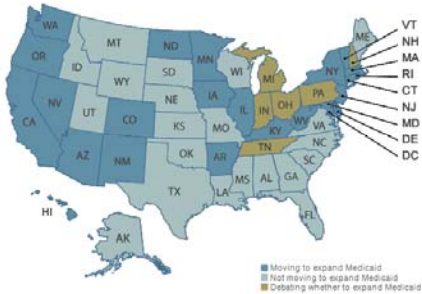 WA
OR
CA
NV
ID
MT
WY
UT
AZ
CO
NM
ND
SD
NE
KS
OK
TX
MN
IA
MO
AR
LA
WI
IL
MI
IN
OH
KY
TN
MS
AL
GA
FL
SC
NC
VA
WV
PA
NY
ME
VT
NH
MA
RI
CT
NJ
MD
DE
DC
HI
AK
Moving to expand Medicaid
Not moving to expand Medicaid
Debating whether to expand Medicaid